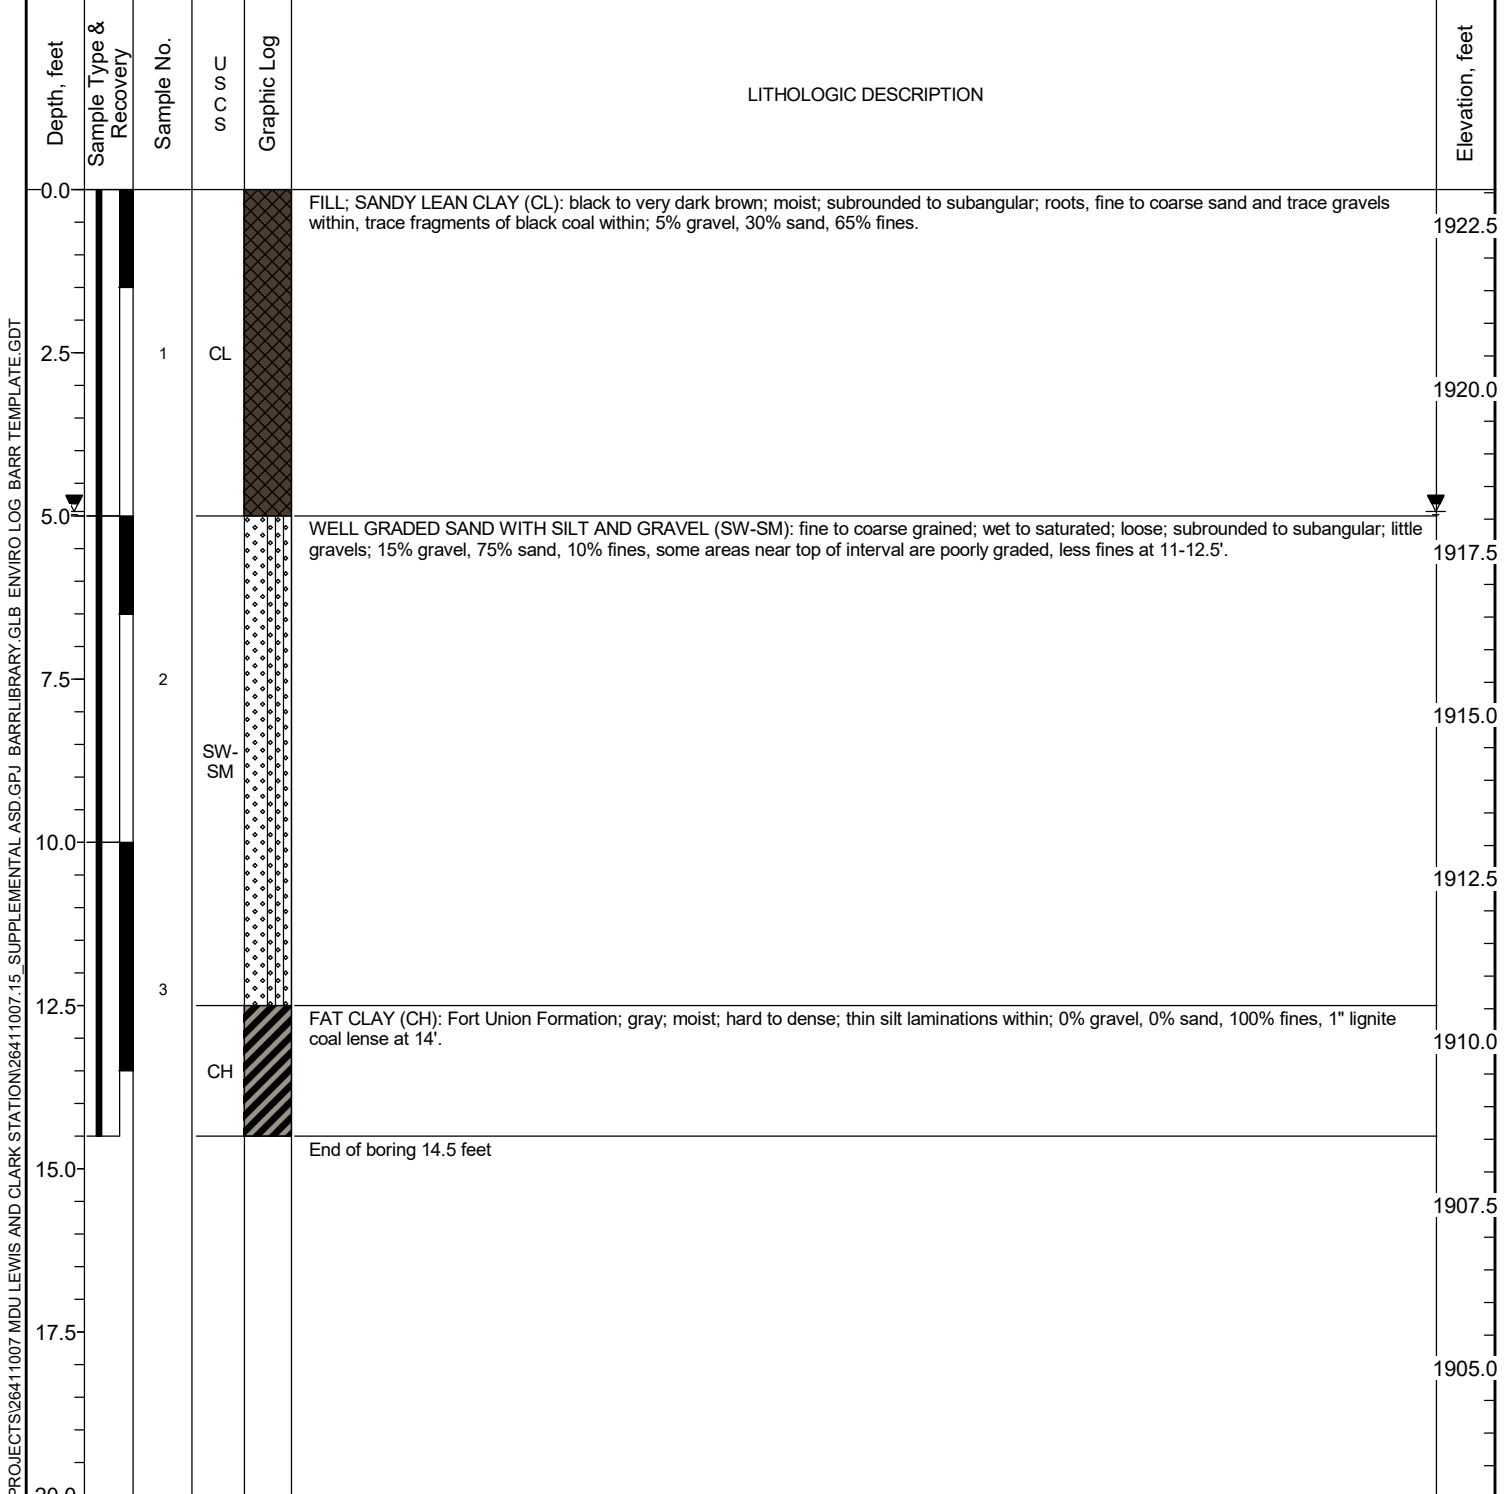 Depth, feet
Sample Type &
Recovery
Sample No.
U
S
C
S
Graphic Log
LITHOLOGIC DESCRIPTION
Elevation, feet
0.0
FILL; SANDY LEAN CLAY (CL): black to very dark brown; moist; subrounded to subangular; roots, fine to coarse sand and trace gravels
within, trace fragments of black coal within; 5% gravel, 30% sand, 65% fines.
1922.5
2.5
1
CL
1920.0
5.0
WELL GRADED SAND WITH SILT AND GRAVEL (SW-SM): fine to coarse grained; wet to saturated; loose; subrounded to subangular; little
gravels; 15% gravel, 75% sand, 10% fines, some areas near top of interval are poorly graded, less fines at 11-12.5'.
1917.5
7.5
2
1915.0
SW-
SM
10.0
1912.5
3
12.5
FAT CLAY (CH): Fort Union Formation; gray; moist; hard to dense; thin silt laminations within; 0% gravel, 0% sand, 100% fines, 1" lignite
coal lense at 14'.
1910.0
CH
End of boring 14.5 feet
15.0
1907.5
17.5
1905.0
20.0
PROJECTS\26411007 MDU LEWIS AND CLARK STATION\26411007.15_SUPPLEMENTAL ASD.GPJ BARRLIBRARY.GLB ENVIRO LOG BARR TEMPLATE.GDT